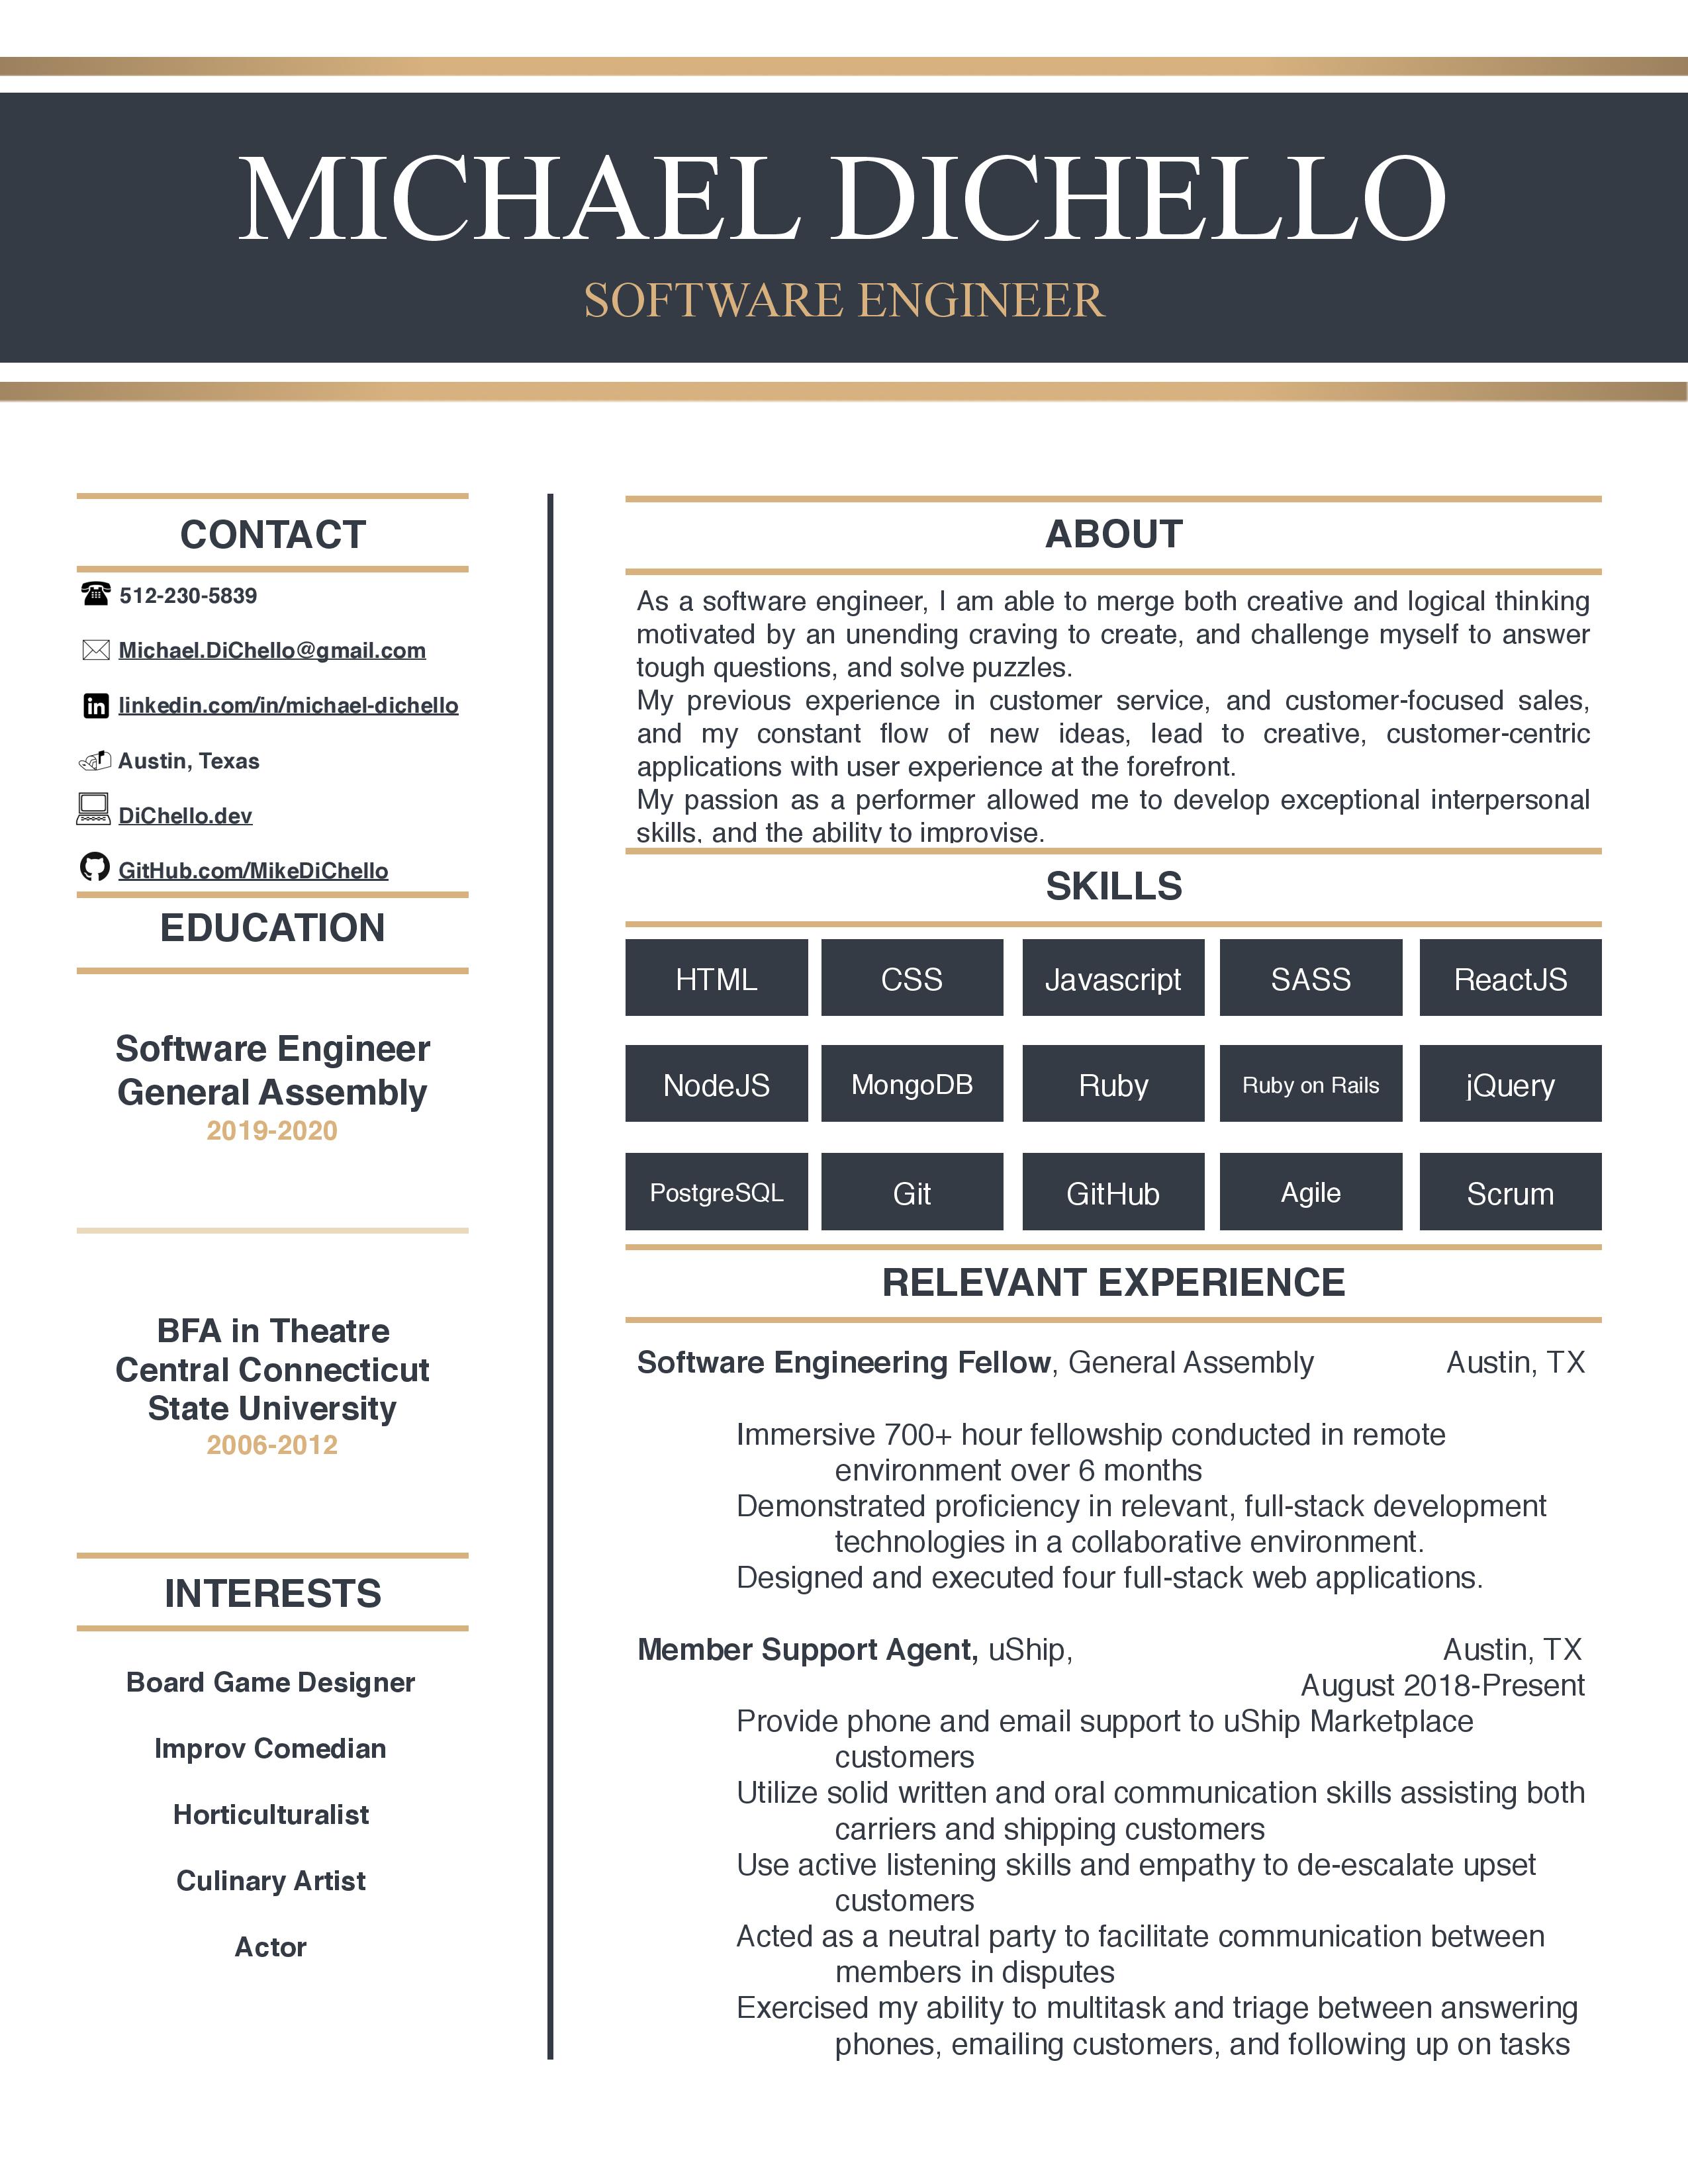 MICHAEL DICHELLO
SOFTWARE ENGINEER
CONTACT
512-230-5839
Michael.DiChello@gmail.com
linkedin.com/in/michael-dichello
Austin, Texas
DiChello.dev
GitHub.com/MikeDiChello
EDUCATION
Software Engineer
General Assembly
2019-2020
BFA in Theatre
Central Connecticut
State University
2006-2012
INTERESTS
Board Game Designer
Improv Comedian
Horticulturalist
Culinary Artist
Actor
ABOUT
As a software engineer, I am able to merge both creative and logical thinking
motivated by an unending craving to create, and challenge myself to answer
tough questions, and solve puzzles.
My previous experience in customer service, and customer-focused sales,
and my constant flow of new ideas, lead to creative, customer-centric
applications with user experience at the forefront.
My passion as a performer allowed me to develop exceptional interpersonal
skills, and the ability to improvise.
SKILLS
HTML CSS Javascript SASS ReactJS
NodeJS MongoDB Ruby Ruby on Rails jQuery
PostgreSQL Git GitHub Agile Scrum
RELEVANT EXPERIENCE
Software Engineering Fellow, General Assembly Austin, TX
Immersive 700+ hour fellowship conducted in remote
environment over 6 months
Demonstrated proficiency in relevant, full-stack development
technologies in a collaborative environment.
Designed and executed four full-stack web applications.
Member Support Agent, uShip, Austin, TX
August 2018-Present
Provide phone and email support to uShip Marketplace
customers
Utilize solid written and oral communication skills assisting both
carriers and shipping customers
Use active listening skills and empathy to de-escalate upset
customers
Acted as a neutral party to facilitate communication between
members in disputes
Exercised my ability to multitask and triage between answering
phones, emailing customers, and following up on tasks